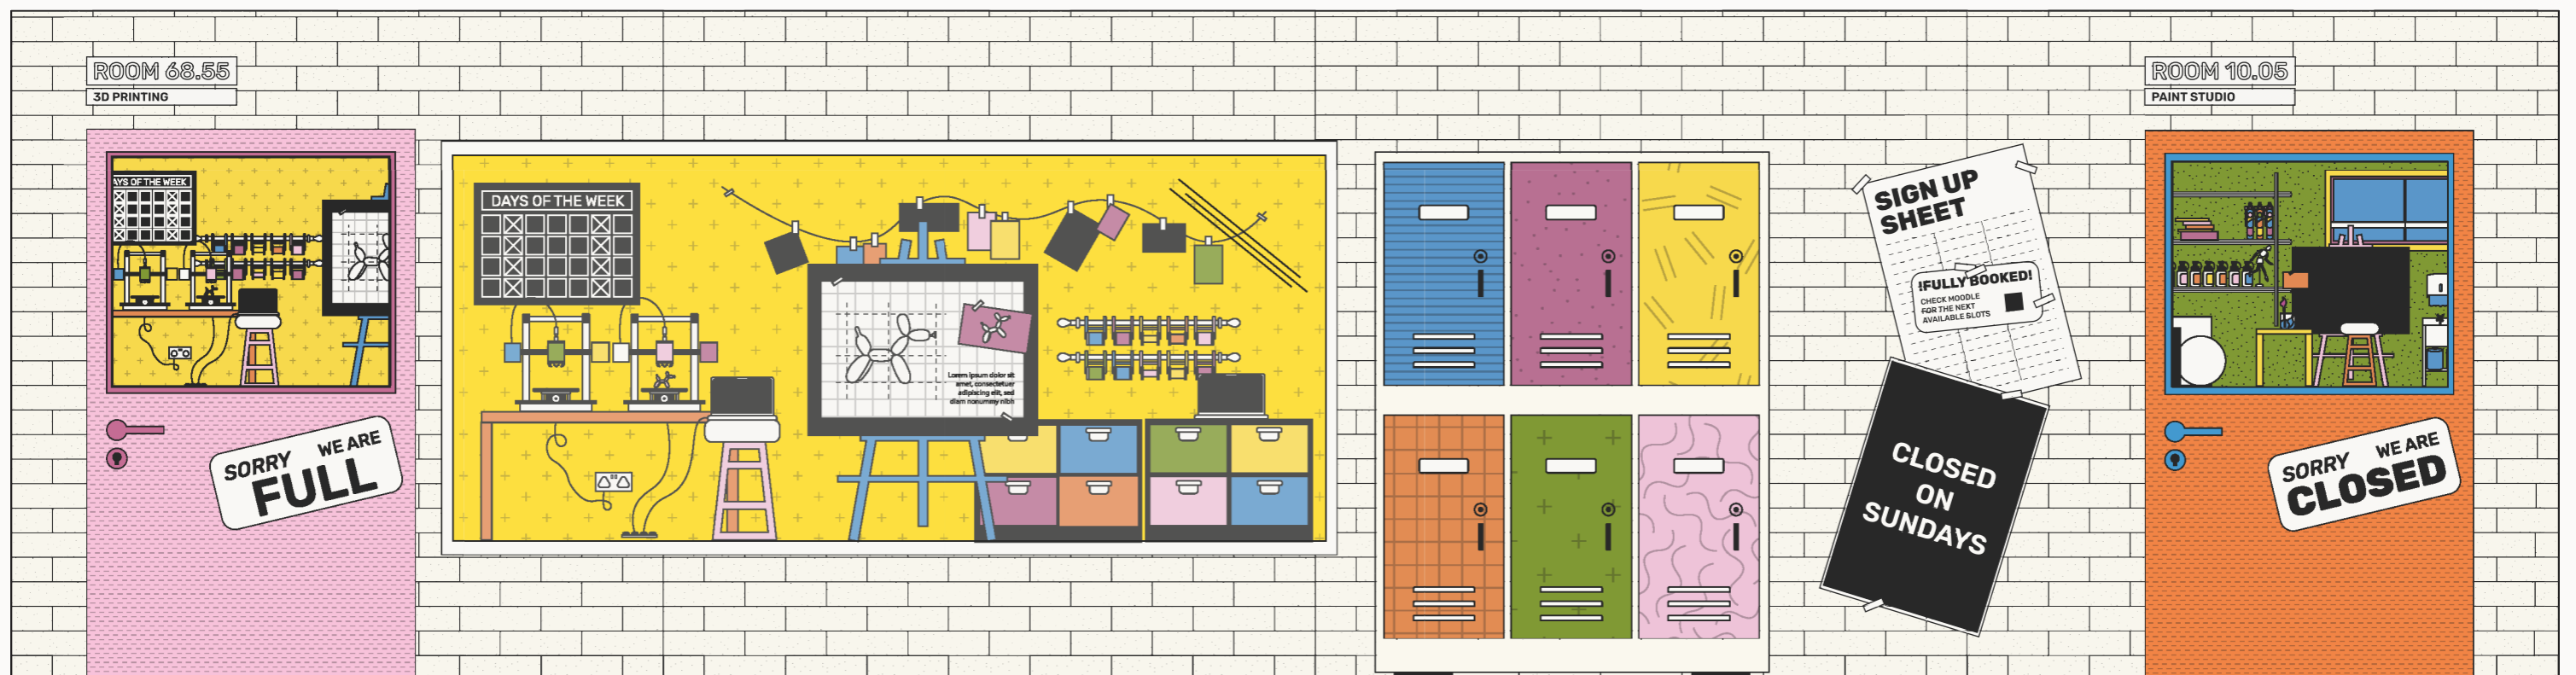 ROOM 68.55
3D PRINTING
AYS OF THE WEEK
SORRY WE ARE
FULL
DAYS OF THE WEEK
Lorem ipsum dolor sit
amet, consectetuer
adipiscing elit, sed
diam nonummy nibh
SIGN UP
SHEET
!FULLY BOOKED!
CHECK MOODLE
FOR THE NEXT
AVAILABLE SLOTS
CLOSED
ON
SUNDAYS
ROOM 10.05
PAINT STUDIO
SORRY WE ARE
CLOSED